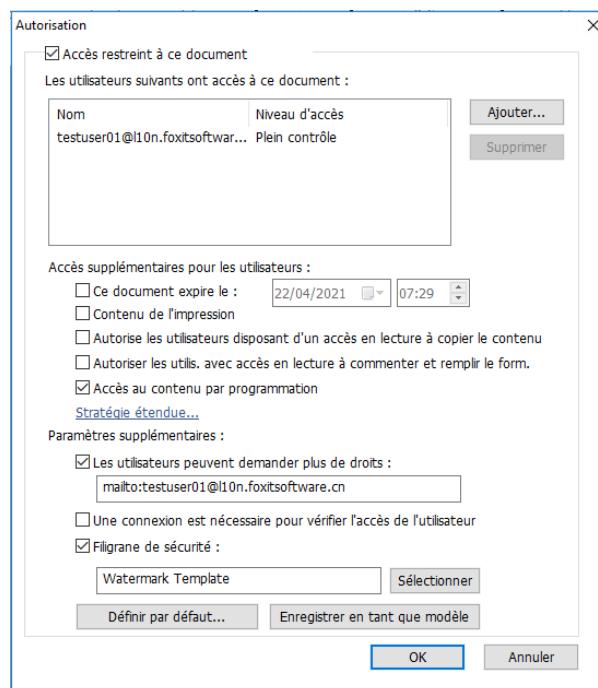 Autorisation
Accès restreint à ce document
Les utilisateurs suivants ont accès à ce document :
Nom Niveau d'accès
testuser01@l10n.foxitsoftwar... Plein contrôle
Ajouter...
Supprimer
Accès supplémentaires pour les utilisateurs :
Ce document expire le : 22/04/2021 07:29
Contenu de l'impression
Autorise les utilisateurs disposant d'un accès en lecture à copier le contenu
Autoriser les utilis. avec accès en lecture à commenter et remplir le form.
Accès au contenu par programmation
Stratégie étendue...
Paramètres supplémentaires :
Les utilisateurs peuvent demander plus de droits :
mailto:testuser01@l10n.foxitsoftware.cn
Une connexion est nécessaire pour vérifier l'accès de l'utilisateur
Filigrane de sécurité :
Watermark Template Sélectionner
Définir par défaut... Enregistrer en tant que modèle
OK Annuler